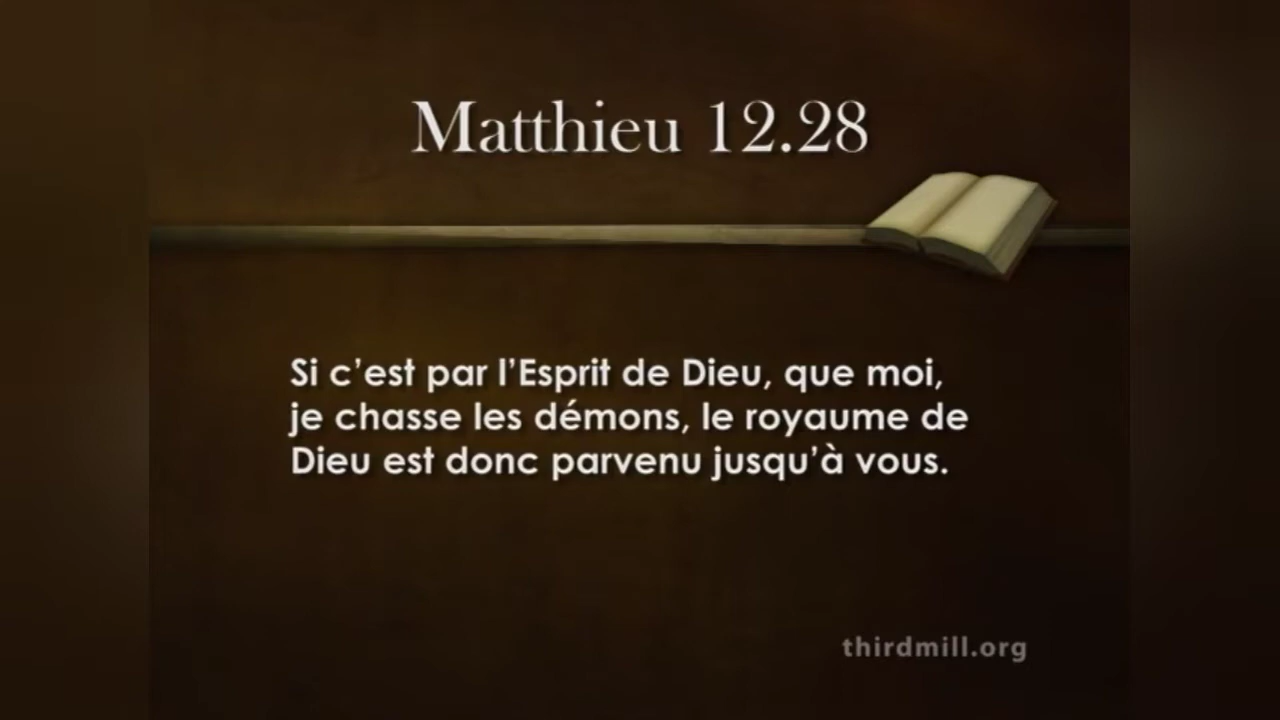 Matthieu 12.28
Si c’est par l’Esprit de Dieu, que moi,
je chasse les démons, le royaume de
Dieu est donc parvenu jusqu’à vous.
thirdmill.org